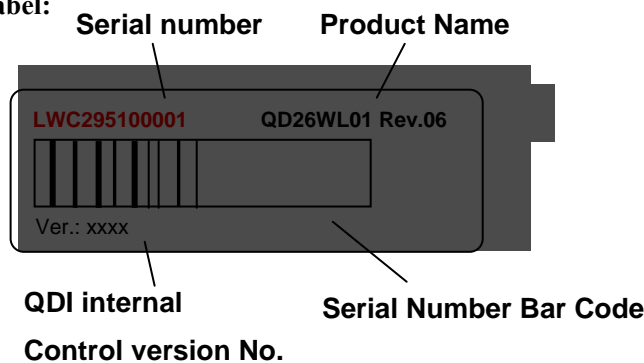 abel:
Serial number Product Name
LWC295100001 QD26WL01 Rev.06
Ver.: xxxx
QDI internal Serial Number Bar Code
Control version No.